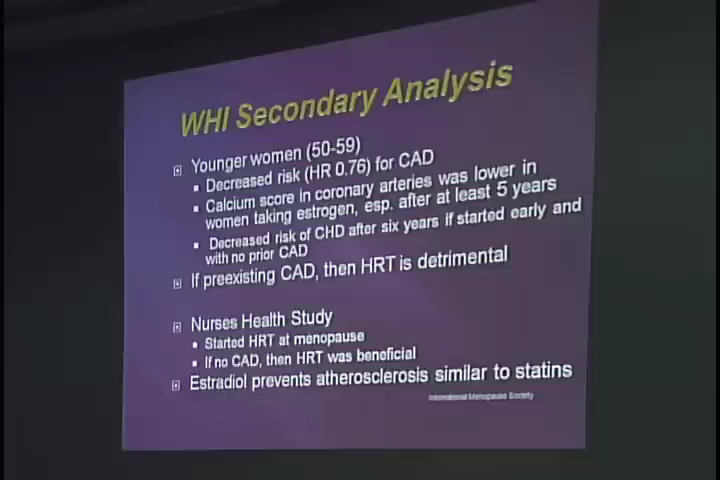 WHI Secondary Analysis
Younger women (50-59)
Decreased risk (HR 0.76) for CAD
Calcium score in coronary arteries was lower in
women taking estrogen, esp. after at least 5 years
Decreased risk of CHD after six years if started early and
with no prior CAD
If preexisting CAD, then HRT is detrimental
Nurses Health Study
Started HRT at menopause
If no CAD, then HRT was beneficial
Estradiol prevents atherosclerosis similar to statins
International Menopause Society